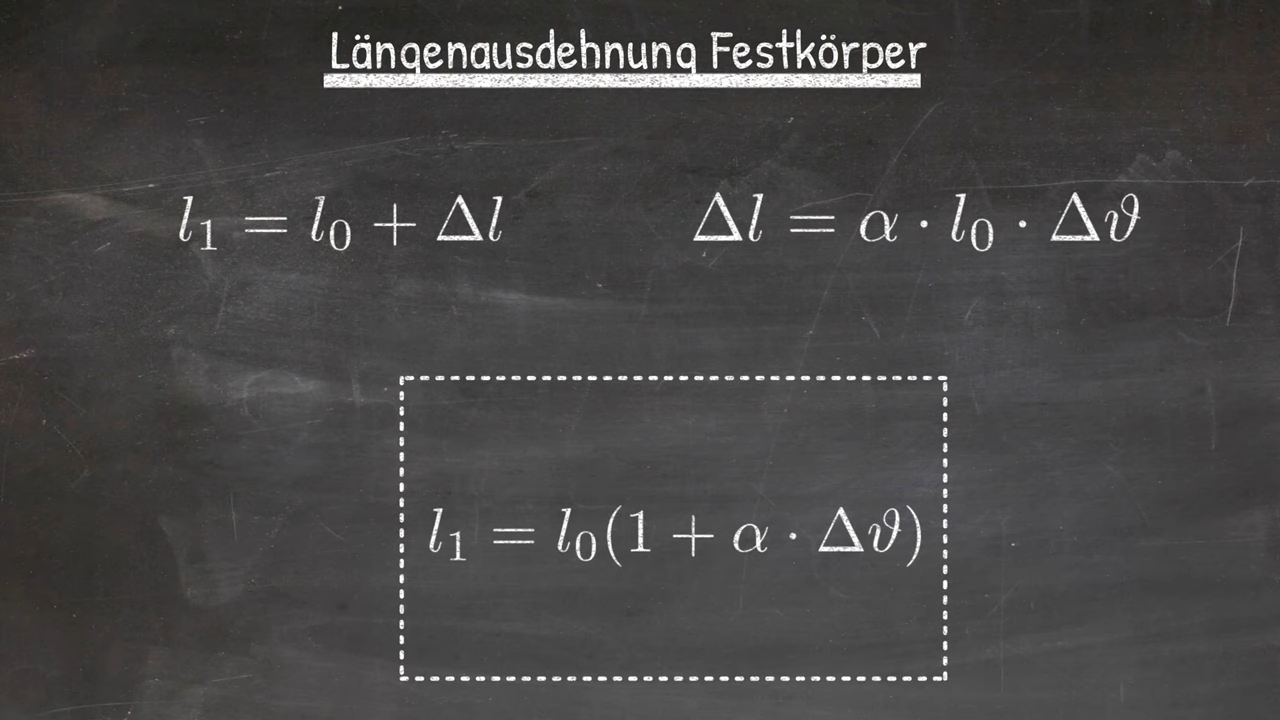 Längenausdehnung Festkörper
l₁ = l₀ + Δl
Δl = α · l₀ · Δϑ
l₁ = l₀(1 + α · Δϑ)